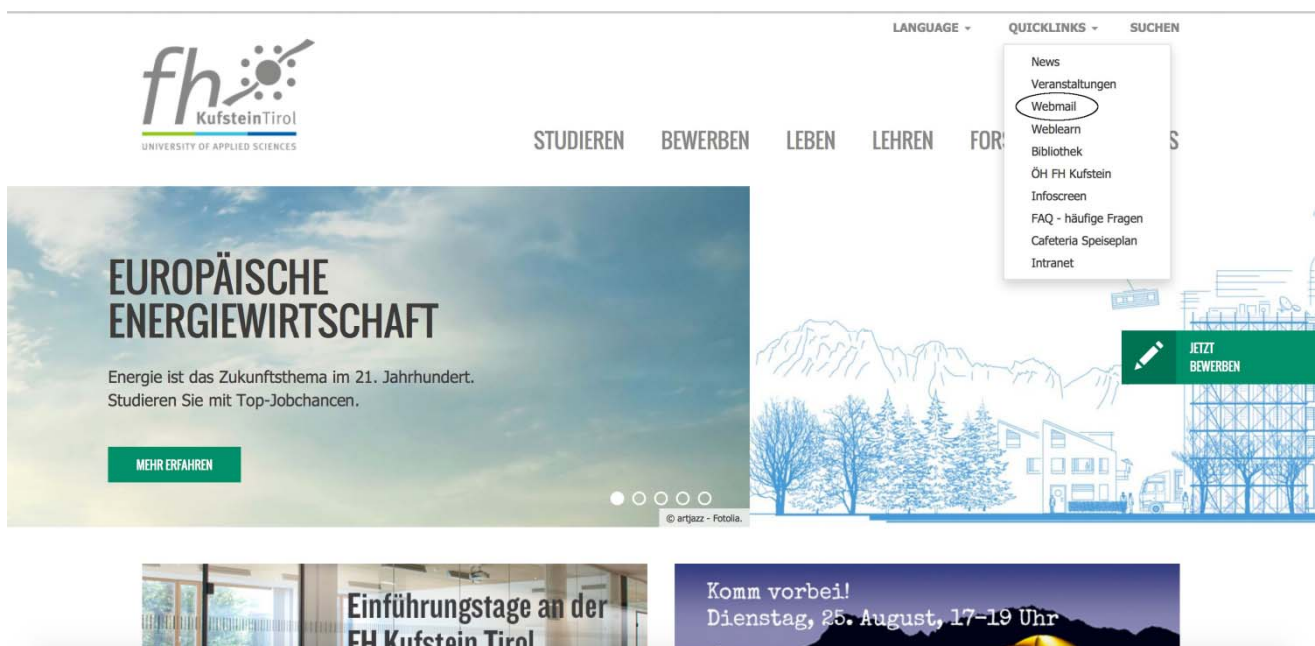 LANGUAGE QUICKLINKS SUCHEN
fh
KufsteinTirol
UNIVERSITY OF APPLIED SCIENCES
News
Veranstaltungen
Webmail
Weblearn
Bibliothek
ÖH FH Kufstein
Infoscreen
FAQ - häufige Fragen
Cafeteria Speiseplan
Intranet
STUDIEREN BEWERBEN LEBEN LEHREN
EUROPÄISCHE
ENERGIEWIRTSCHAFT
Energie ist das Zukunftsthema im 21. Jahrhundert.
Studieren Sie mit Top-Jobchancen.
MEHR ERFAHREN
© artjazz - Fotolia.
JETZT
BEWERBEN
Einführungstage an der
FH Kufstein Tirol
Komm vorbei!
Dienstag, 25. August, 17-19 Uhr